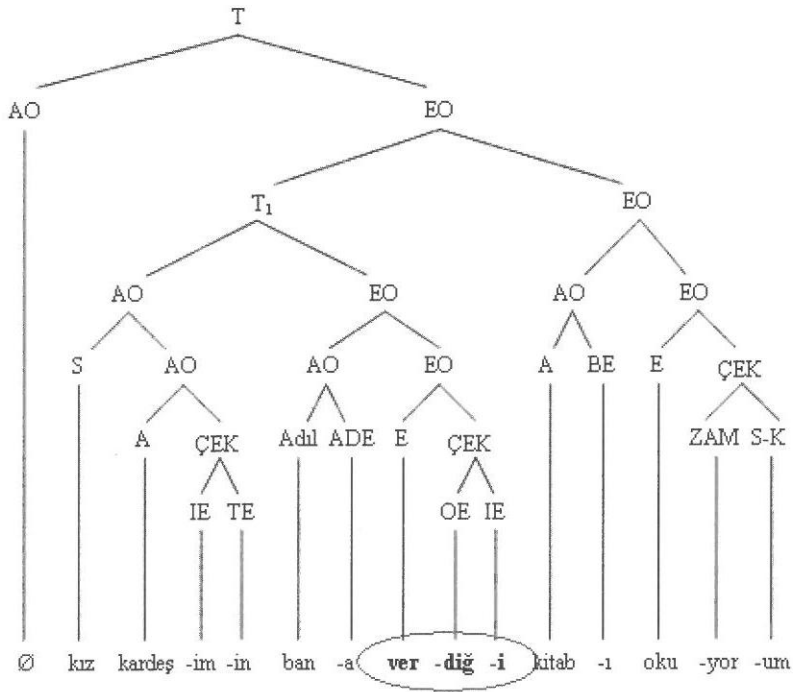 T
AO EO
T₁ EO
AO EO AO EO
S AO AO EO A BE E ÇEK
A ÇEK Adıl ADE E ÇEK ZAM S-K
IE TE OE IE
Ø kız kardeş -im -in ban -a ver -diğ -i kitab -ı oku -yor -um